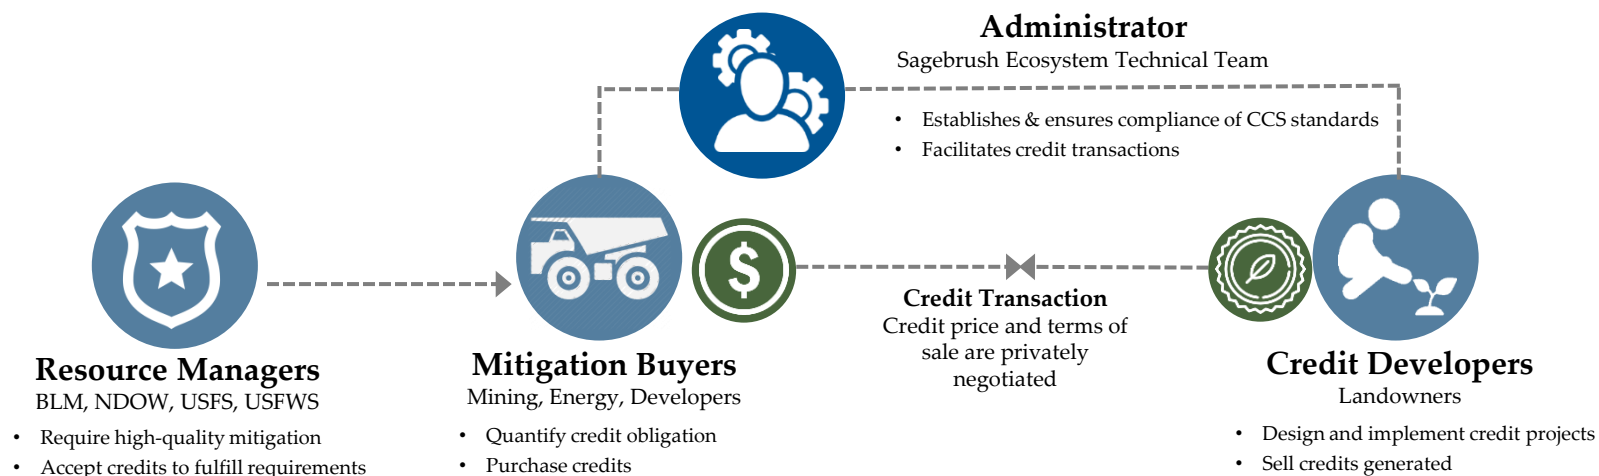 Administrator
Sagebrush Ecosystem Technical Team
• Establishes & ensures compliance of CCS standards
• Facilitates credit transactions
$
Resource Managers
BLM, NDOW, USFS, USFWS
• Require high-quality mitigation
• Accept credits to fulfill requirements
Mitigation Buyers
Mining, Energy, Developers
• Quantify credit obligation
• Purchase credits
Credit Transaction
Credit price and terms of
sale are privately
negotiated
Credit Developers
Landowners
• Design and implement credit projects
• Sell credits generated